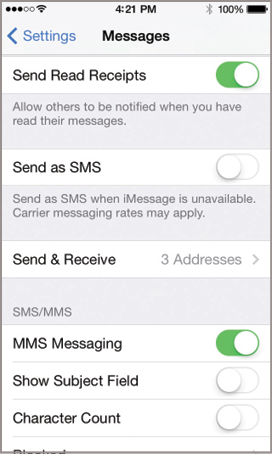 4:21 PM 100%
Settings Messages
Send Read Receipts
Allow others to be notified when you have
read their messages.
Send as SMS
Send as SMS when iMessage is unavailable.
Carrier messaging rates may apply.
Send & Receive 3 Addresses
SMS/MMS
MMS Messaging
Show Subject Field
Character Count
Blocked